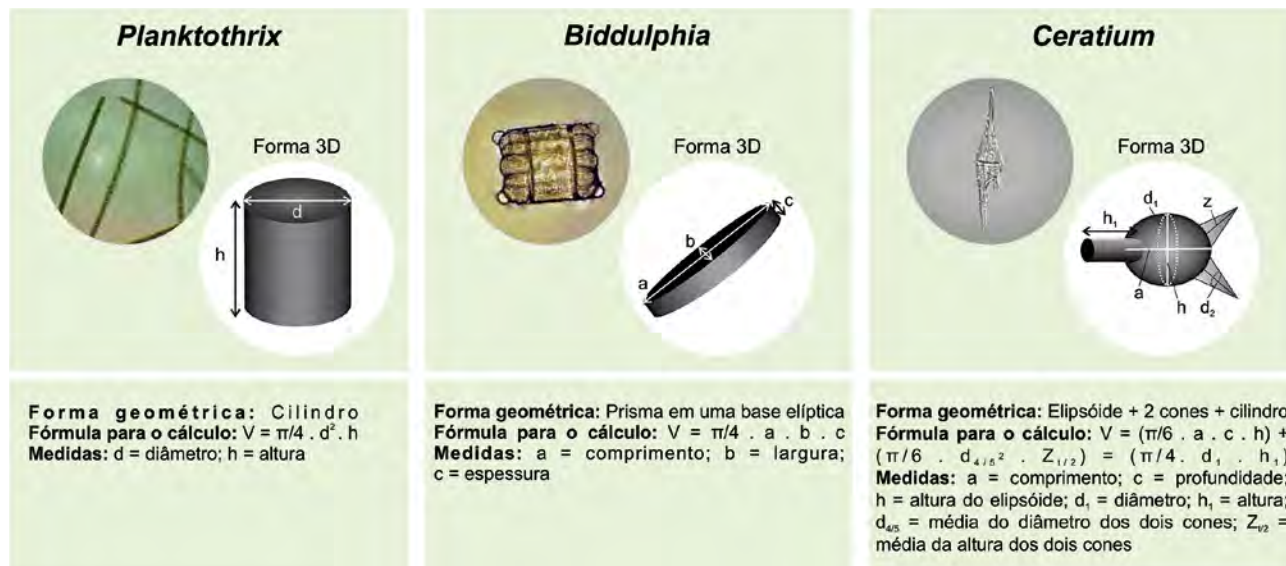 Planktothrix
Forma 3D
d
h
Forma geométrica: Cilindro
Fórmula para o cálculo: V = π/4 . d². h
Medidas: d = diâmetro; h = altura
Biddulphia
Forma 3D
c
b
a
Forma geométrica: Prisma em uma base elíptica
Fórmula para o cálculo: V = π/4 . a . b . c
Medidas: a = comprimento; b = largura;
c = espessura
Ceratium
Forma 3D
d₁
z
h₁
a
h
d₂
Forma geométrica: Elipsóide + 2 cones + cilindro
Fórmula para o cálculo: V = (π/6 . a . c . h) +
(π/6 . d₄/₅² . Z₁/₂) = (π/4. d₁ . h₁)
Medidas: a = comprimento; c = profundidade;
h = altura do elipsóide; d₁ = diâmetro; h₁ = altura;
d₄/₅ = média do diâmetro dos dois cones; Z₁/₂ =
média da altura dos dois cones